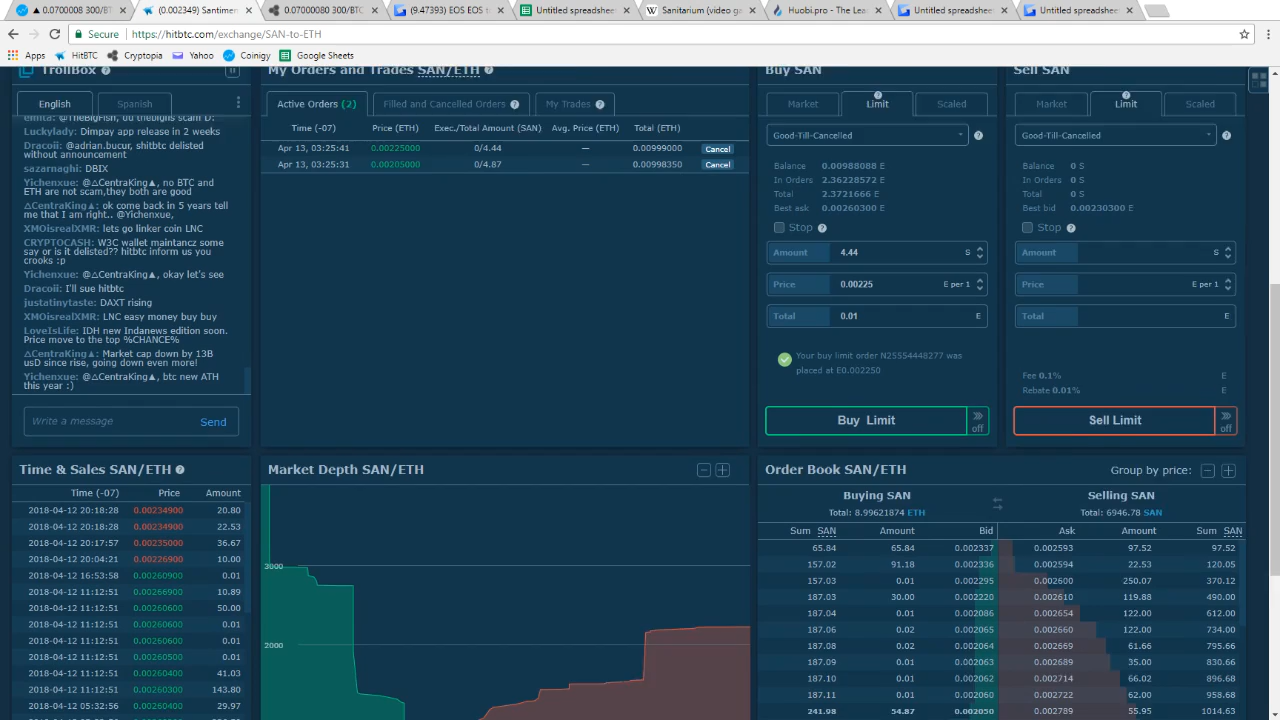 0.0700008 300/BT
(0.002349) Santimen
0.07000080 300/BTC
(9.47393) EOS EOS t
Untitled spreadshee
Sanitarium (video ga
Huobi.pro - The Lea
Untitled spreadshee
Untitled spreadshee
Secure
https://hitbtc.com/exchange/SAN-to-ETH
Apps
HitBTC
Cryptopia
Yahoo
Coinigy
Google Sheets
TrollBox
English
Spanish
emita: @TheBigFish, du thebigfis scam D:
Luckylady: Dimpay app release in 2 weeks
Dracoii: @adrian.bucur, shitbtc delisted
without announcement
sazarnaghi: DBIX
Yichenxue: @△CentraKing▲, no BTC and
ETH are not scam,they both are good
△CentraKing▲: ok come back in 5 years tell
me that I am right.. @Yichenxue,
XMOisrealXMR: lets go linker coin LNC
CRYPTOCASH: W3C wallet maintancz some
say or is it delisted?? hitbtc inform us you
crooks :p
Yichenxue: @△CentraKing▲, okay let's see
Dracoii: I'll sue hitbtc
justatinytaste: DAXT rising
XMOisrealXMR: LNC easy money buy buy
LoveIsLife: IDH new Indanews edition soon.
Price move to the top %CHANCE%
△CentraKing▲: Market cap down by 13B
usD since rise, going down even more!
Yichenxue: @△CentraKing▲, btc new ATH
this year :)
Write a message
Send
My Orders and Trades SAN/ETH
Active Orders (2)
Filled and Cancelled Orders
My Trades
Time (-07) Price (ETH) Exec./Total Amount (SAN) Avg. Price (ETH) Total (ETH)
Apr 13, 03:25:41 0.00225000 0/4.44 — 0.00999000 Cancel
Apr 13, 03:25:31 0.00205000 0/4.87 — 0.00998350 Cancel
Buy SAN
Market
Limit
Scaled
Good-Till-Cancelled
Balance 0.00988088 E
In Orders 2.36228572 E
Total 2.3721666 E
Best ask 0.00260300 E
Stop
Amount 4.44 S
Price 0.00225 E per 1
Total 0.01 E
Your buy limit order N25554448277 was
placed at E0.002250
Buy Limit
off
Sell SAN
Market
Limit
Scaled
Good-Till-Cancelled
Balance 0 S
In Orders 0 S
Total 0 S
Best bid 0.00230300 E
Stop
Amount S
Price E per 1
Total E
Fee 0.1% E
Rebate 0.01% E
Sell Limit
off
Time & Sales SAN/ETH
Time (-07) Price Amount
2018-04-12 20:18:28 0.00234900 20.80
2018-04-12 20:18:28 0.00234900 22.53
2018-04-12 20:17:57 0.00235000 36.67
2018-04-12 20:04:21 0.00226900 10.00
2018-04-12 16:53:58 0.00260900 0.01
2018-04-12 11:12:51 0.00266900 10.89
2018-04-12 11:12:51 0.00260600 50.00
2018-04-12 11:12:51 0.00260600 0.01
2018-04-12 11:12:51 0.00260600 0.01
2018-04-12 11:12:51 0.00260500 0.01
2018-04-12 11:12:51 0.00260400 41.03
2018-04-12 11:12:51 0.00260300 143.80
2018-04-12 05:32:56 0.00260400 29.97
Market Depth SAN/ETH
3000
2000
Order Book SAN/ETH
Group by price:
Buying SAN
Total: 8.99621874 ETH
Selling SAN
Total: 6946.78 SAN
Sum SAN Amount Bid Ask Amount Sum SAN
65.84 65.84 0.002337 0.002593 97.52 97.52
157.02 91.18 0.002336 0.002594 22.53 120.05
157.03 0.01 0.002295 0.002600 250.07 370.12
187.03 30.00 0.002220 0.002610 119.88 490.00
187.04 0.01 0.002086 0.002654 122.00 612.00
187.06 0.02 0.002065 0.002660 122.00 734.00
187.08 0.02 0.002064 0.002669 61.66 795.66
187.09 0.01 0.002063 0.002689 35.00 830.66
187.10 0.01 0.002062 0.002714 66.02 896.68
187.11 0.01 0.002060 0.002722 62.00 958.68
241.98 54.87 0.002050 0.002789 55.95 1014.63